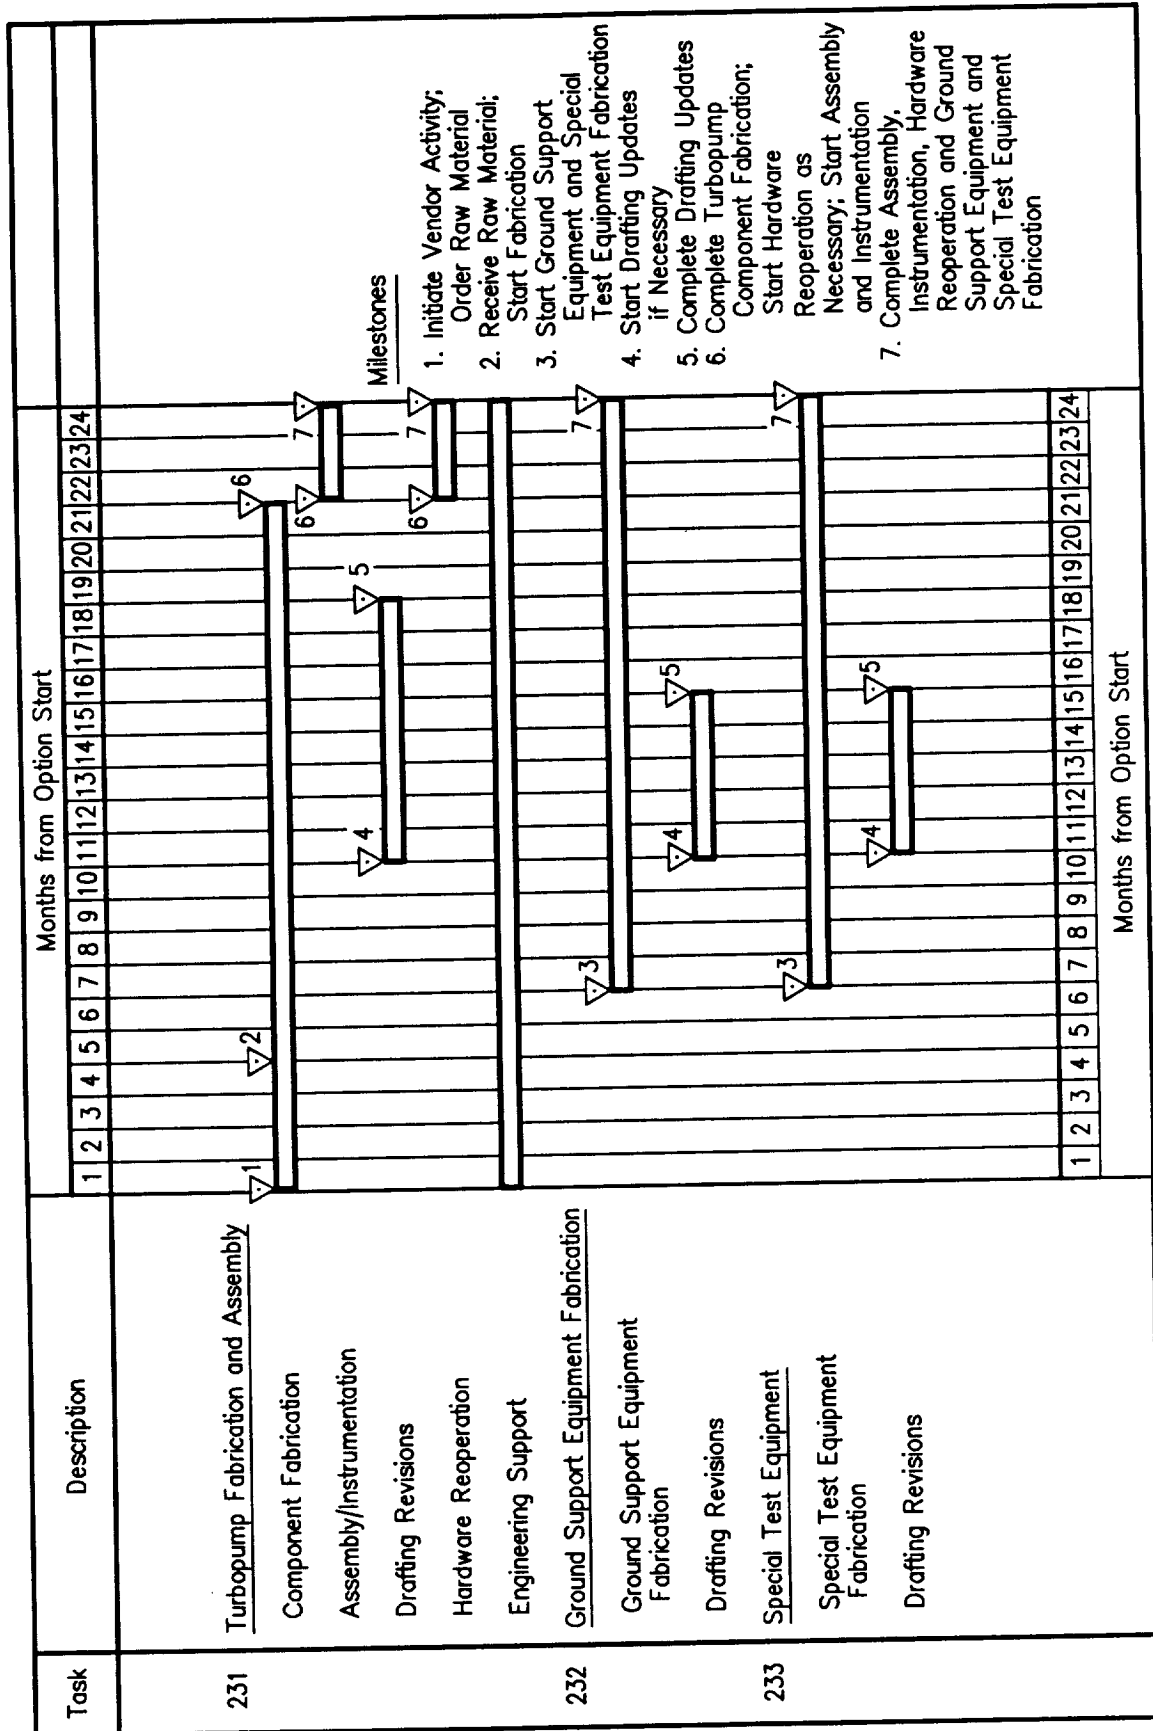 Task
Description
Months from Option Start
1 2 3 4 5 6 7 8 9 10 11 12 13 14 15 16 17 18 19 20 21 22 23 24
231
Turbopump Fabrication and Assembly
1 2 6
Component Fabrication
6 7
Assembly/Instrumentation
4 5
Drafting Revisions
6 7
Hardware Reoperation
Engineering Support
232
Ground Support Equipment Fabrication
3 7
Ground Support Equipment
Fabrication
4 5
Drafting Revisions
233
Special Test Equipment
3 7
Special Test Equipment
Fabrication
4 5
Drafting Revisions
1 2 3 4 5 6 7 8 9 10 11 12 13 14 15 16 17 18 19 20 21 22 23 24
Months from Option Start
Milestones
1. Initiate Vendor Activity;
Order Raw Material
2. Receive Raw Material;
Start Fabrication
3. Start Ground Support
Equipment and Special
Test Equipment Fabrication
4. Start Drafting Updates
if Necessary
5. Complete Drafting Updates
6. Complete Turbopump
Component Fabrication;
Start Hardware
Reoperation as
Necessary; Start Assembly
and Instrumentation
7. Complete Assembly,
Instrumentation, Hardware
Reoperation and Ground
Support Equipment and
Special Test Equipment
Fabrication